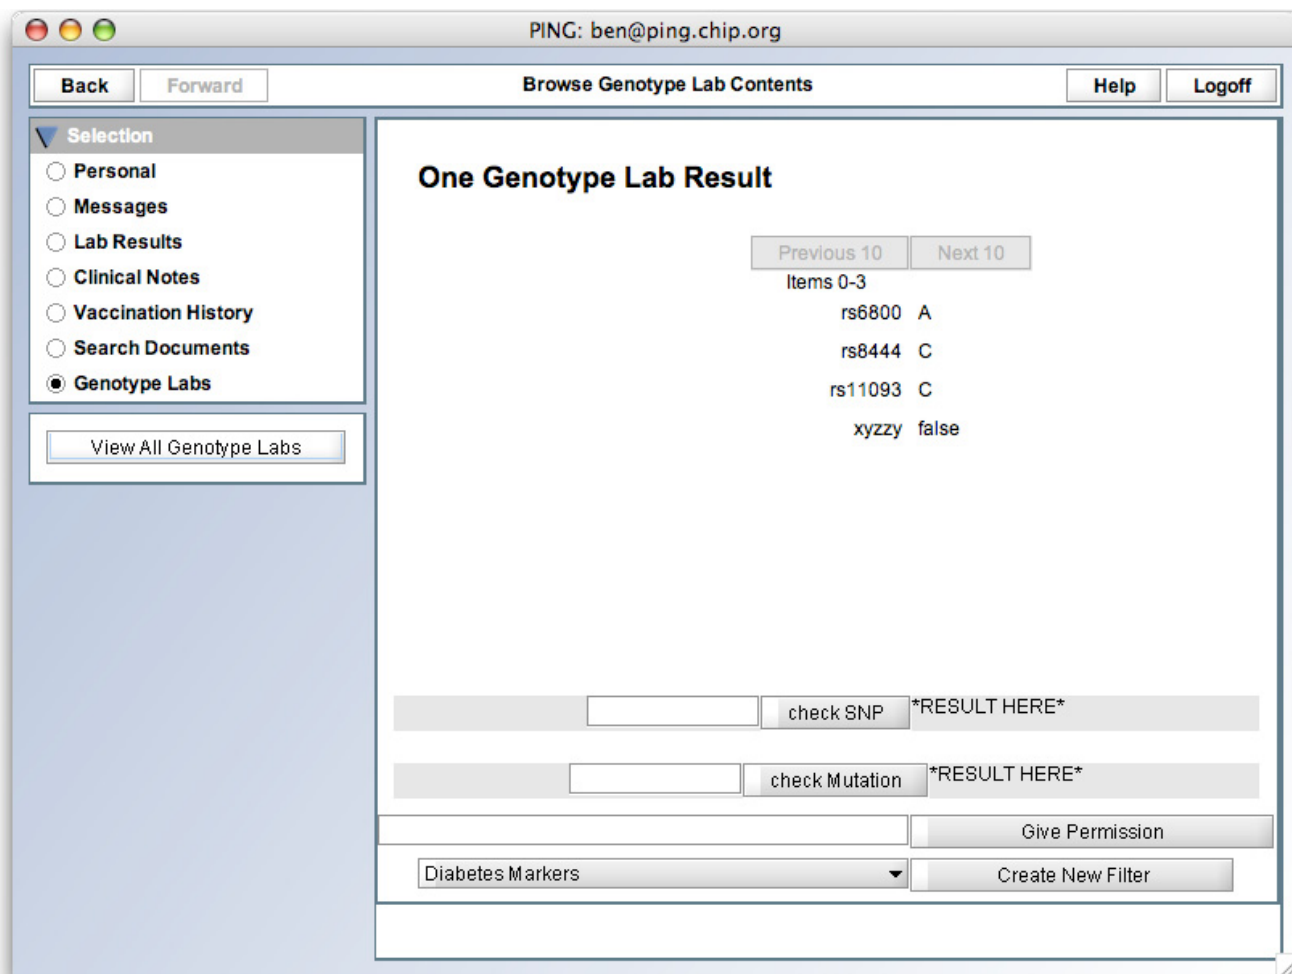 PING: ben@ping.chip.org
Back Forward Browse Genotype Lab Contents Help Logoff
Selection
Personal
Messages
Lab Results
Clinical Notes
Vaccination History
Search Documents
Genotype Labs
View All Genotype Labs
One Genotype Lab Result
Previous 10 Next 10
Items 0-3
rs6800 A
rs8444 C
rs11093 C
xyzzy false
check SNP *RESULT HERE*
check Mutation *RESULT HERE*
Give Permission
Diabetes Markers Create New Filter